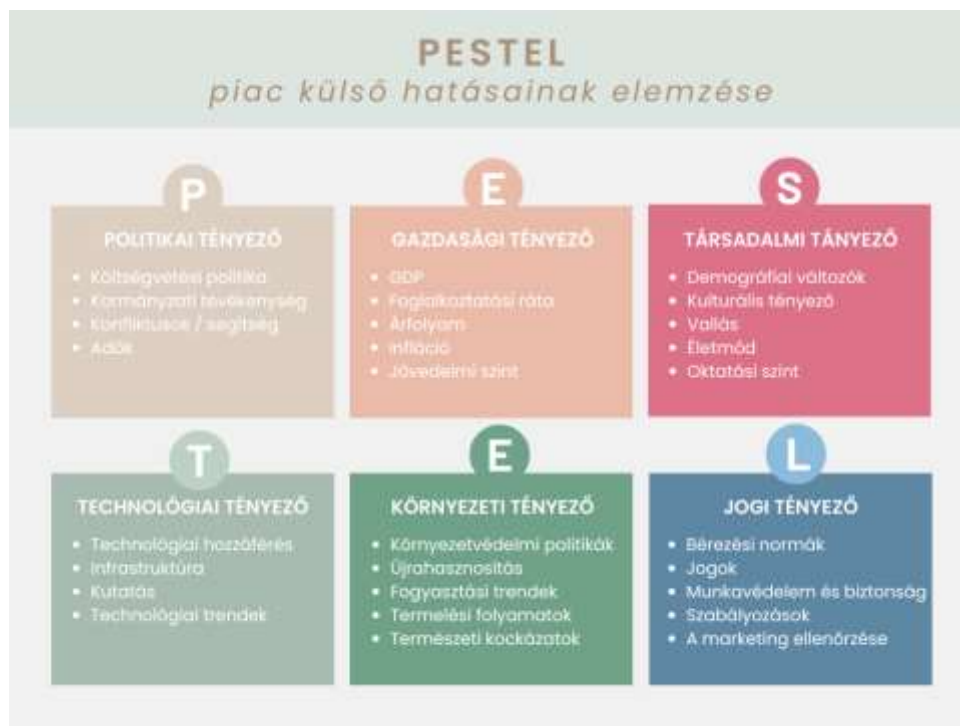 PESTEL
piac külső hatásainak elemzése
P
POLITIKAI TÉNYEZŐ
• Költségvetési politika
• Kormányzati tevékenység
• Konfliktusok / segítség
• Adók
E
GAZDASÁGI TÉNYEZŐ
• GDP
• Foglalkoztatási ráta
• Árfolyam
• Infláció
• Jövedelmi szint
S
TÁRSADALMI TÁNYEZŐ
• Demográfiai változók
• Kulturális tényező
• Vallás
• Életmód
• Oktatási szint
T
TECHNOLÓGIAI TÉNYEZŐ
• Technológiai hozzáférés
• Infrastruktúra
• Kutatás
• Technológiai trendek
E
KÖRNYEZETI TÉNYEZŐ
• Környezetvédelmi politikák
• Újrahasznosítás
• Fogyasztási trendek
• Termelési folyamatok
• Természeti kockázatok
L
JOGI TÉNYEZŐ
• Bérezési normák
• Jogok
• Munkavédelem és biztonság
• Szabályozások
• A marketing ellenőrzése